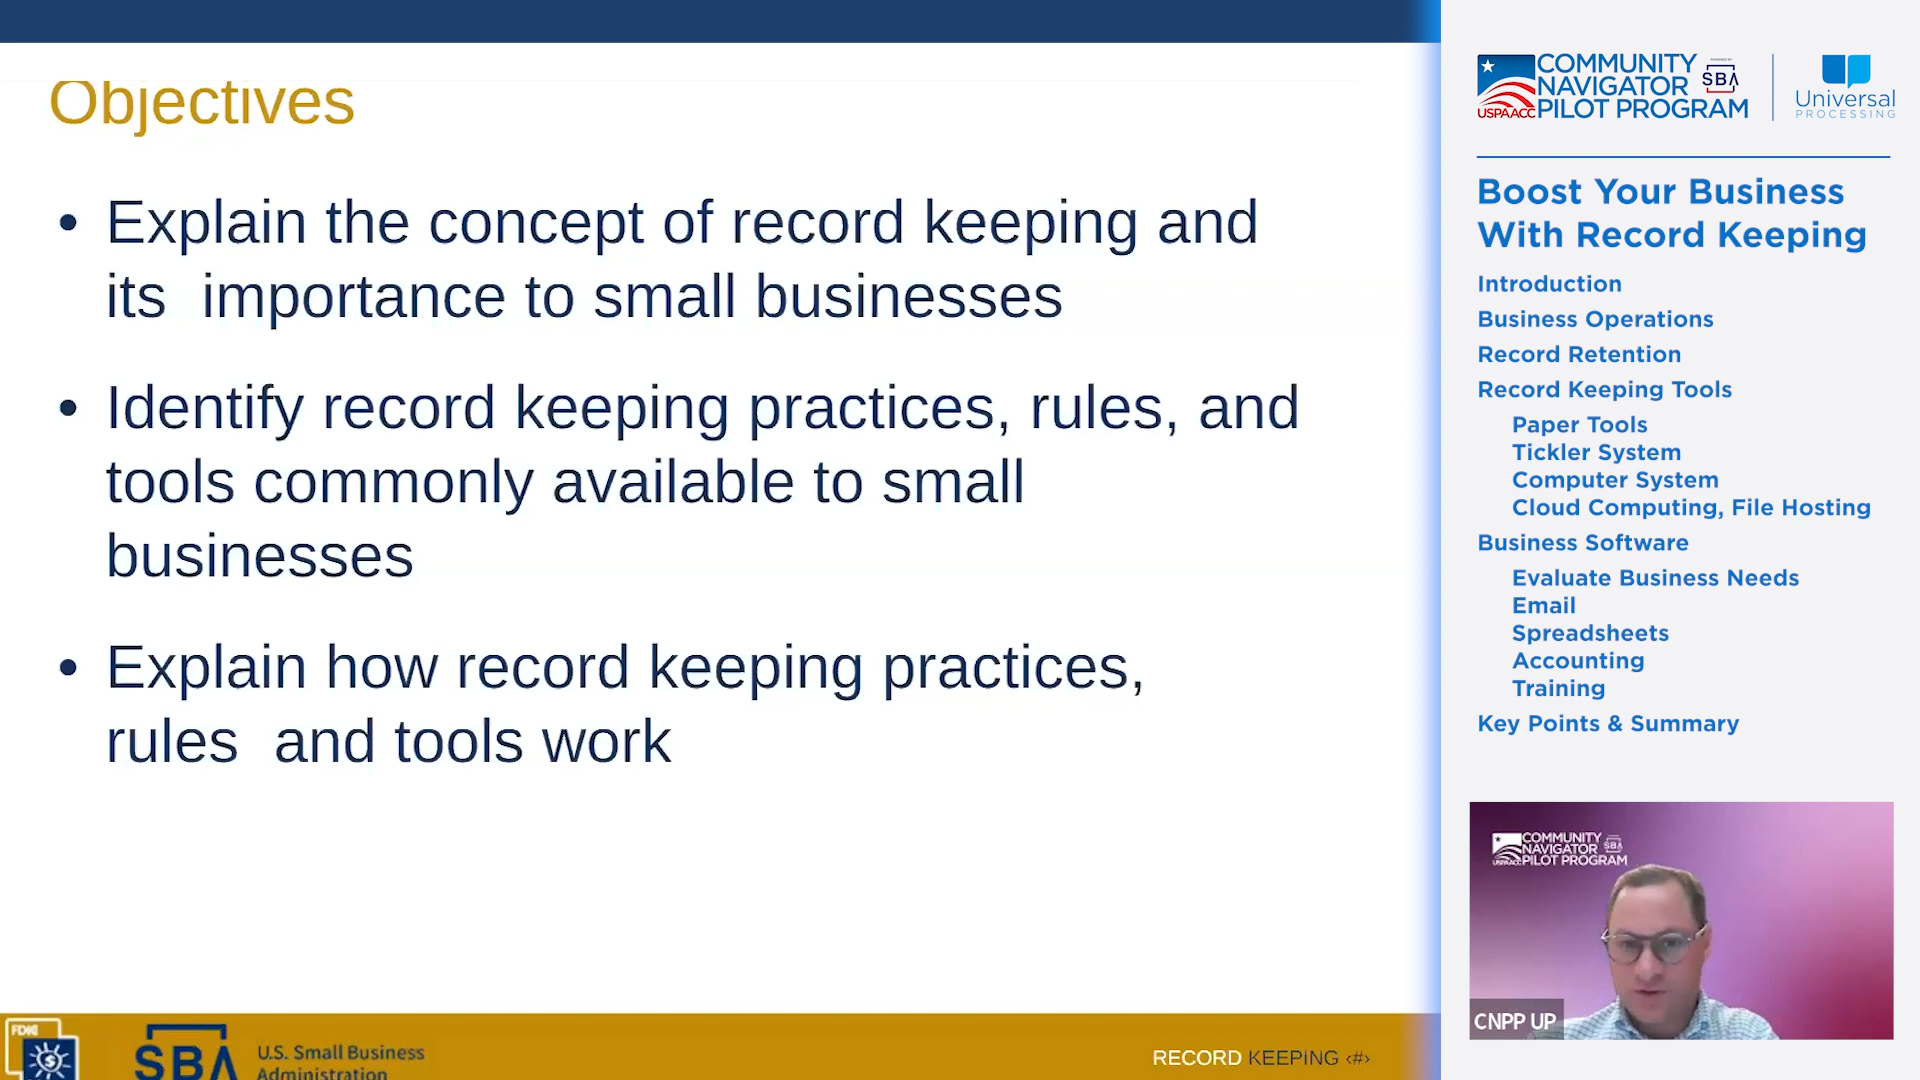 Objectives
• Explain the concept of record keeping and
its importance to small businesses
• Identify record keeping practices, rules, and
tools commonly available to small
businesses
• Explain how record keeping practices,
rules and tools work
SBA
U.S. Small Business
Administration
RECORD KEEPING ‹#›
COMMUNITY
NAVIGATOR
PILOT PROGRAM
USPAACC
SBA
Universal
PROCESSING
Boost Your Business
With Record Keeping
Introduction
Business Operations
Record Retention
Record Keeping Tools
Paper Tools
Tickler System
Computer System
Cloud Computing, File Hosting
Business Software
Evaluate Business Needs
Email
Spreadsheets
Accounting
Training
Key Points & Summary
COMMUNITY
NAVIGATOR
PILOT PROGRAM
USPAACC
SBA
CNPP UP